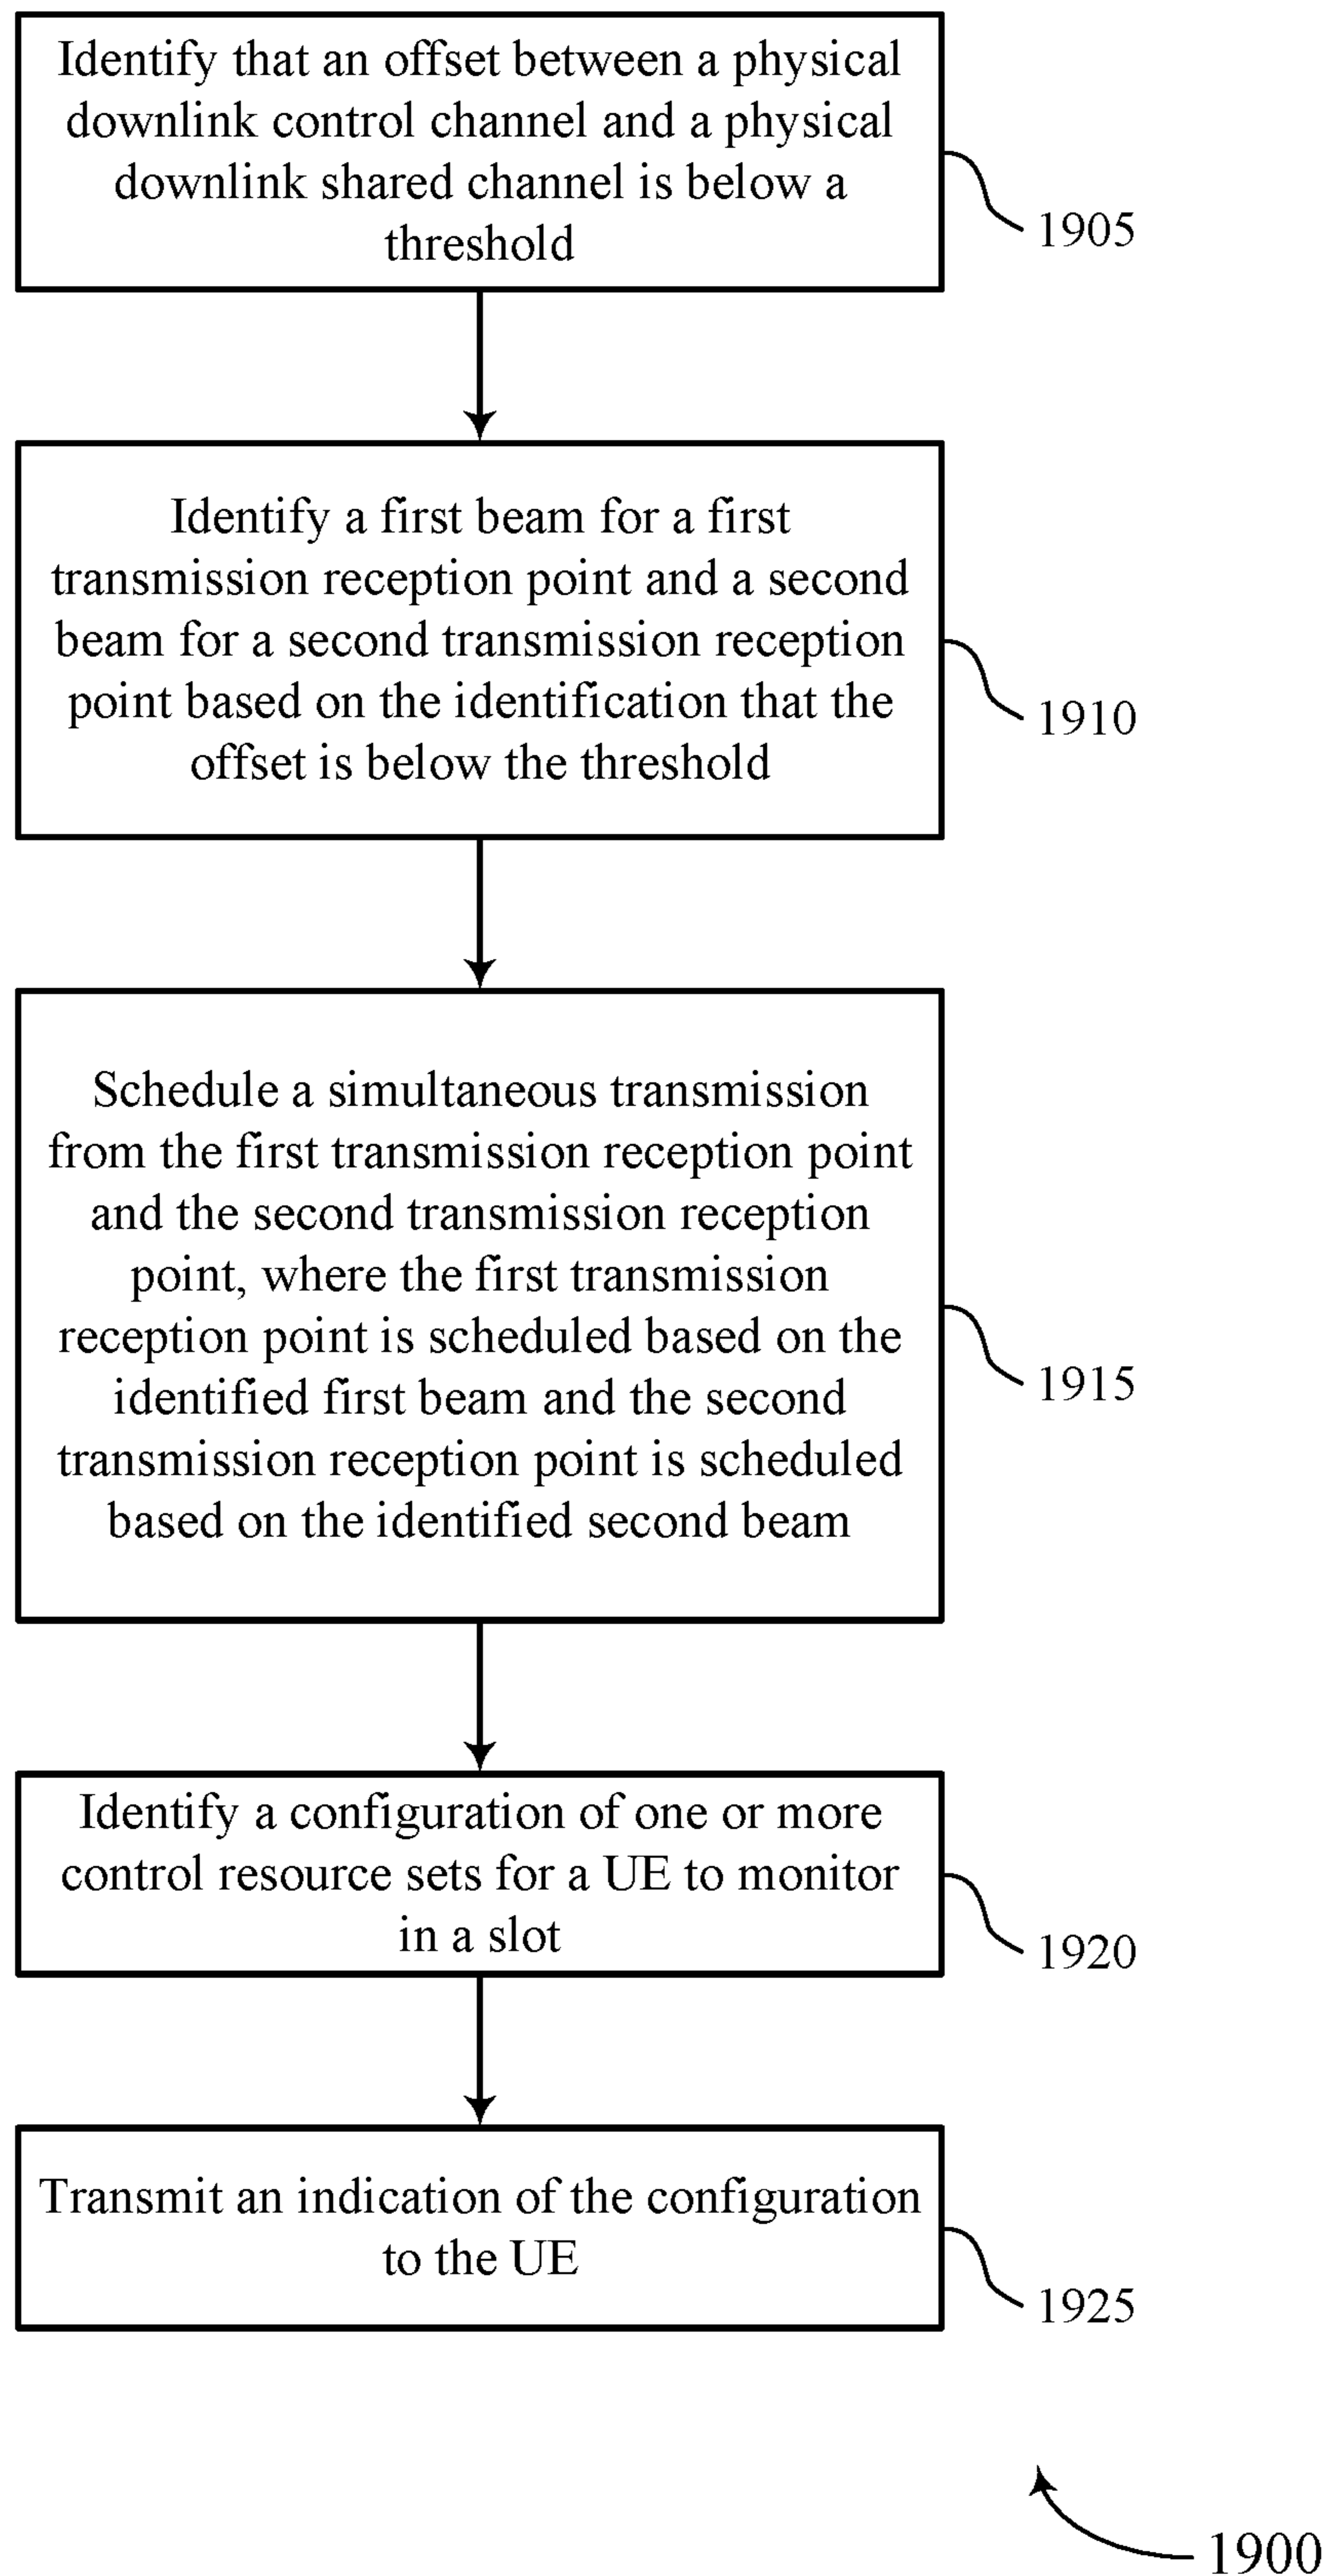 Identify that an offset between a physical
downlink control channel and a physical
downlink shared channel is below a
threshold
1905
Identify a first beam for a first
transmission reception point and a second
beam for a second transmission reception
point based on the identification that the
offset is below the threshold
1910
Schedule a simultaneous transmission
from the first transmission reception point
and the second transmission reception
point, where the first transmission
reception point is scheduled based on the
identified first beam and the second
transmission reception point is scheduled
based on the identified second beam
1915
Identify a configuration of one or more
control resource sets for a UE to monitor
in a slot
1920
Transmit an indication of the configuration
to the UE
1925
1900